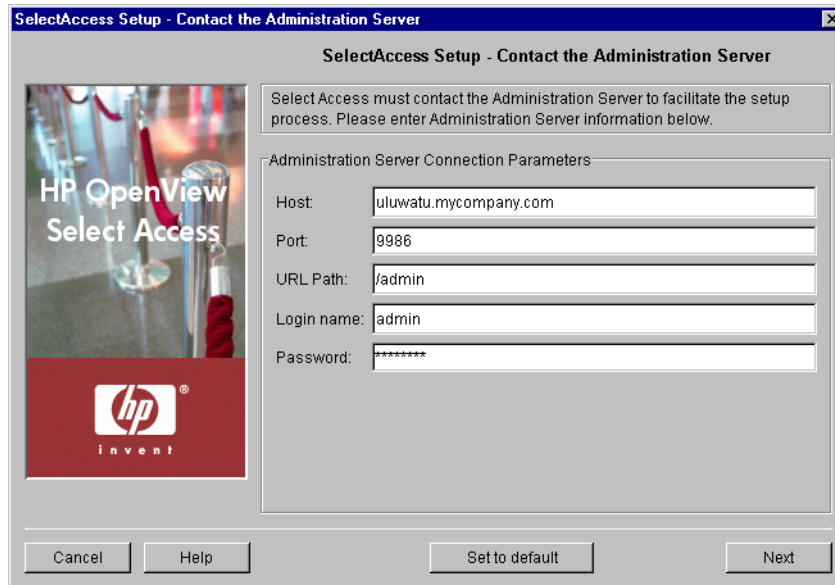 SelectAccess Setup - Contact the Administration Server
SelectAccess Setup - Contact the Administration Server
HP OpenView
Select Access
hp
®
invent
Select Access must contact the Administration Server to facilitate the setup
process. Please enter Administration Server information below.
Administration Server Connection Parameters
Host: uluwatu.mycompany.com
Port: 9986
URL Path: /admin
Login name: admin
Password: ********
Cancel Help Set to default Next